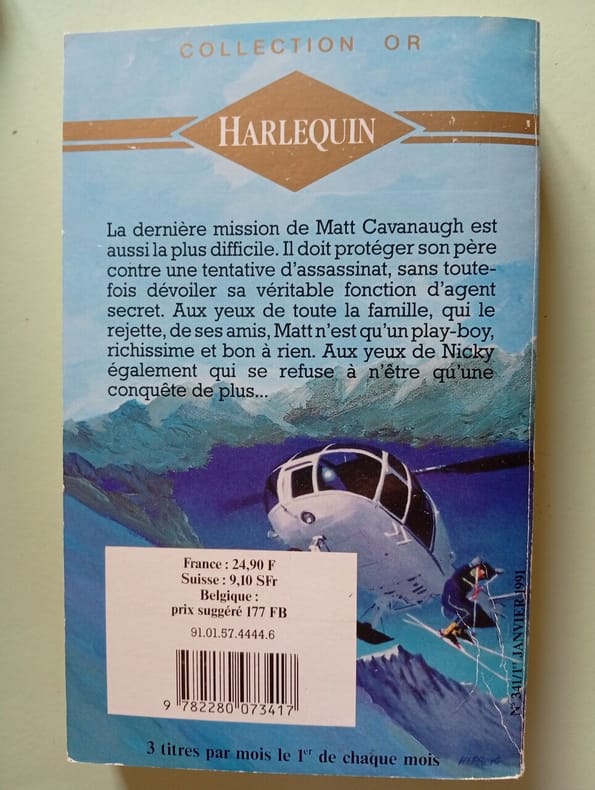 COLLECTION OR
HARLEQUIN
La dernière mission de Matt Cavanaugh est
aussi la plus difficile. Il doit protéger son père
contre une tentative d'assassinat, sans toute-
fois dévoiler sa véritable fonction d'agent
secret. Aux yeux de toute la famille, qui le
rejette, de ses amis, Matt n'est qu'un play-boy,
richissime et bon à rien. Aux yeux de Nicky
également qui se refuse à n'être qu'une
conquête de plus...
France : 24,90 F
Suisse : 9,10 SFr
Belgique :
prix suggéré 177 FB
91.01.57.4444.6
9 782280 073417
N° 341/1er JANVIER 1991
3 titres par mois le 1er de chaque mois